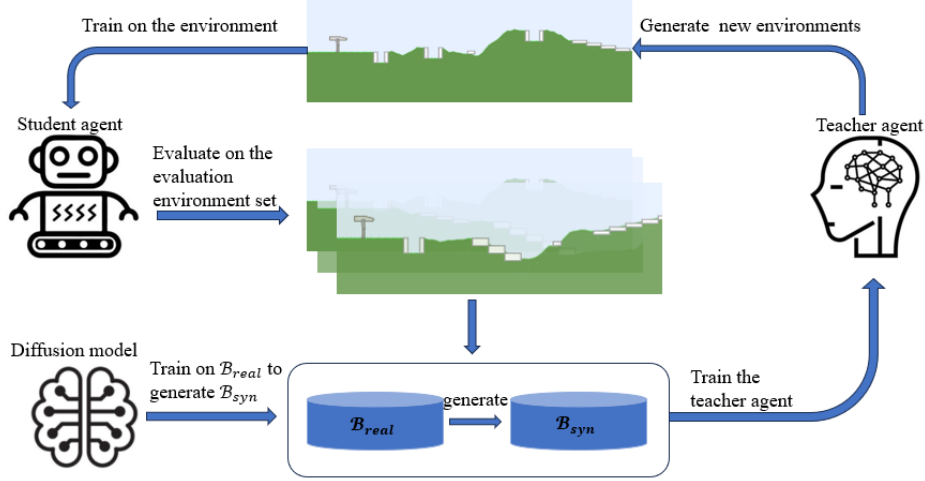 Train on the environment
Generate new environments
Student agent
Teacher agent
Evaluate on the
evaluation
environment set
Diffusion model
Train on 𝓑𝑟𝑒𝑎𝑙 to
generate 𝓑𝑠𝑦𝑛
𝓑𝒓𝒆𝒂𝒍
generate
𝓑𝒔𝒚𝒏
Train the
teacher agent